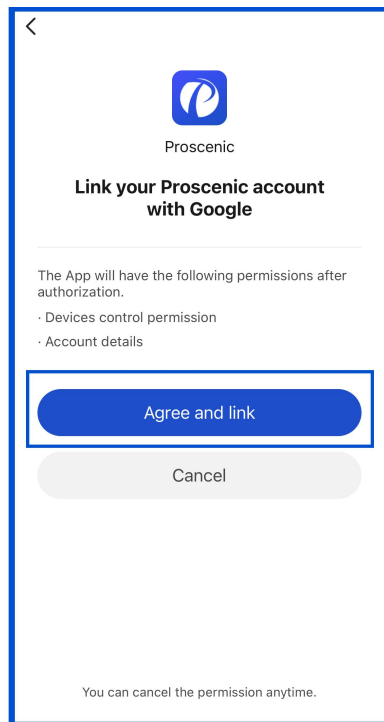 Proscenic
Link your Proscenic account
with Google
The App will have the following permissions after
authorization.
· Devices control permission
· Account details
Agree and link
Cancel
You can cancel the permission anytime.